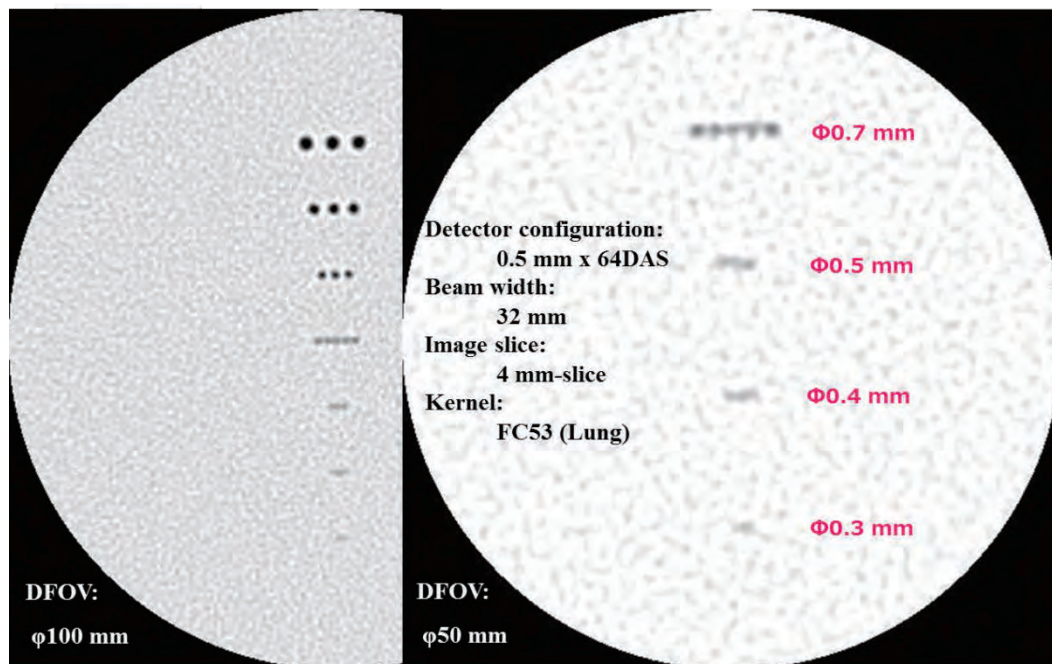 Φ0.7 mm
Detector configuration:
0.5 mm x 64DAS
Beam width:
32 mm
Image slice:
4 mm-slice
Kernel:
FC53 (Lung)
Φ0.5 mm
Φ0.4 mm
Φ0.3 mm
DFOV:
φ100 mm
DFOV:
φ50 mm